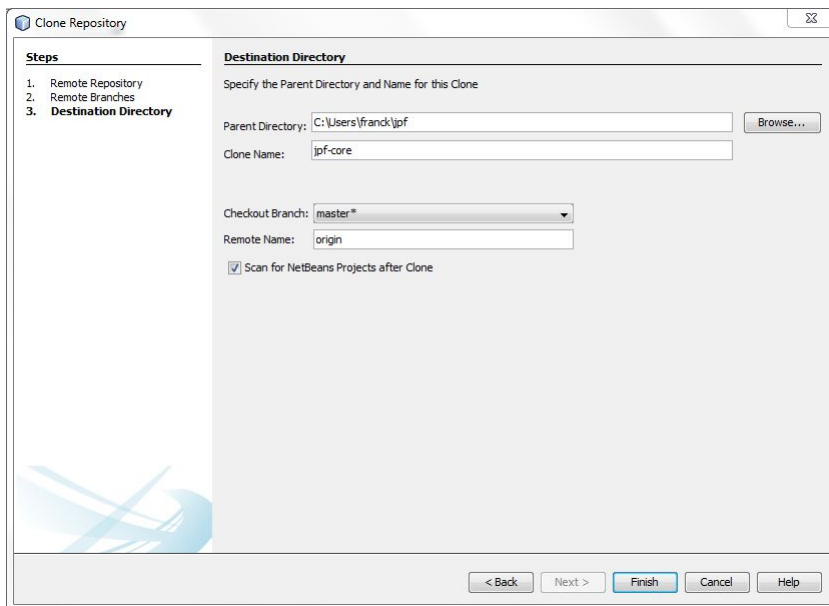 Clone Repository
Steps
1. Remote Repository
2. Remote Branches
3. Destination Directory
Destination Directory
Specify the Parent Directory and Name for this Clone
Parent Directory: C:\Users\franck\jpf Browse...
Clone Name: jpf-core
Checkout Branch: master*
Remote Name: origin
Scan for NetBeans Projects after Clone
< Back Next > Finish Cancel Help